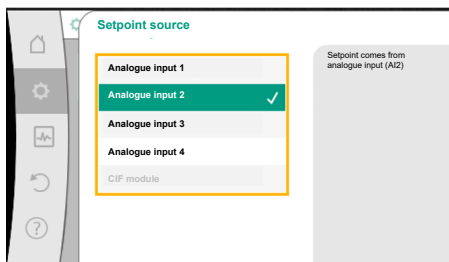 Setpoint source
Analogue input 1
Analogue input 2
Analogue input 3
Analogue input 4
CIF module
Setpoint comes from
analogue input (AI2)
?